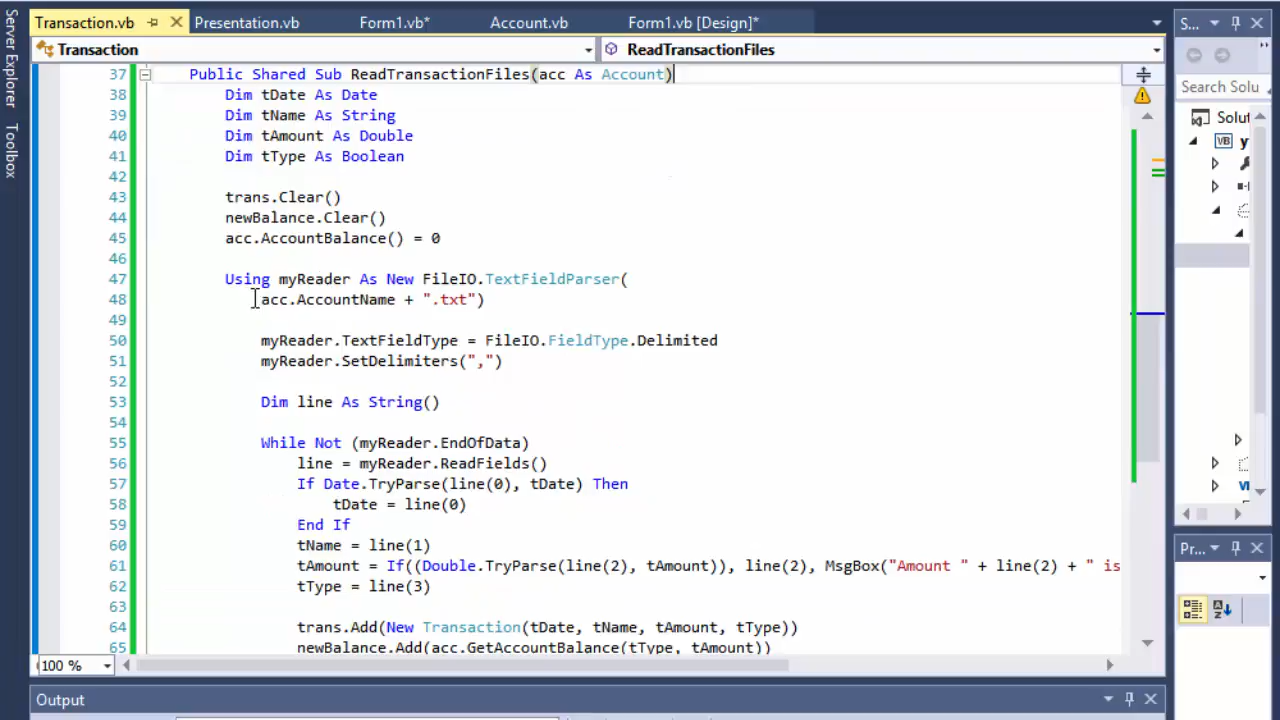 Server Explorer
Toolbox
Transaction.vb
Presentation.vb
Form1.vb*
Account.vb
Form1.vb [Design]*
Transaction
ReadTransactionFiles
37 Public Shared Sub ReadTransactionFiles(acc As Account)
38 Dim tDate As Date
39 Dim tName As String
40 Dim tAmount As Double
41 Dim tType As Boolean
42
43 trans.Clear()
44 newBalance.Clear()
45 acc.AccountBalance() = 0
46
47 Using myReader As New FileIO.TextFieldParser(
48 acc.AccountName + ".txt")
49
50 myReader.TextFieldType = FileIO.FieldType.Delimited
51 myReader.SetDelimiters(",")
52
53 Dim line As String()
54
55 While Not (myReader.EndOfData)
56 line = myReader.ReadFields()
57 If Date.TryParse(line(0), tDate) Then
58 tDate = line(0)
59 End If
60 tName = line(1)
61 tAmount = If((Double.TryParse(line(2), tAmount)), line(2), MsgBox("Amount " + line(2) + " is
62 tType = line(3)
63
64 trans.Add(New Transaction(tDate, tName, tAmount, tType))
65 newBalance.Add(acc.GetAccountBalance(tType, tAmount))
100 %
Output
S...
Search Solu
Solut
VB y
Pr...